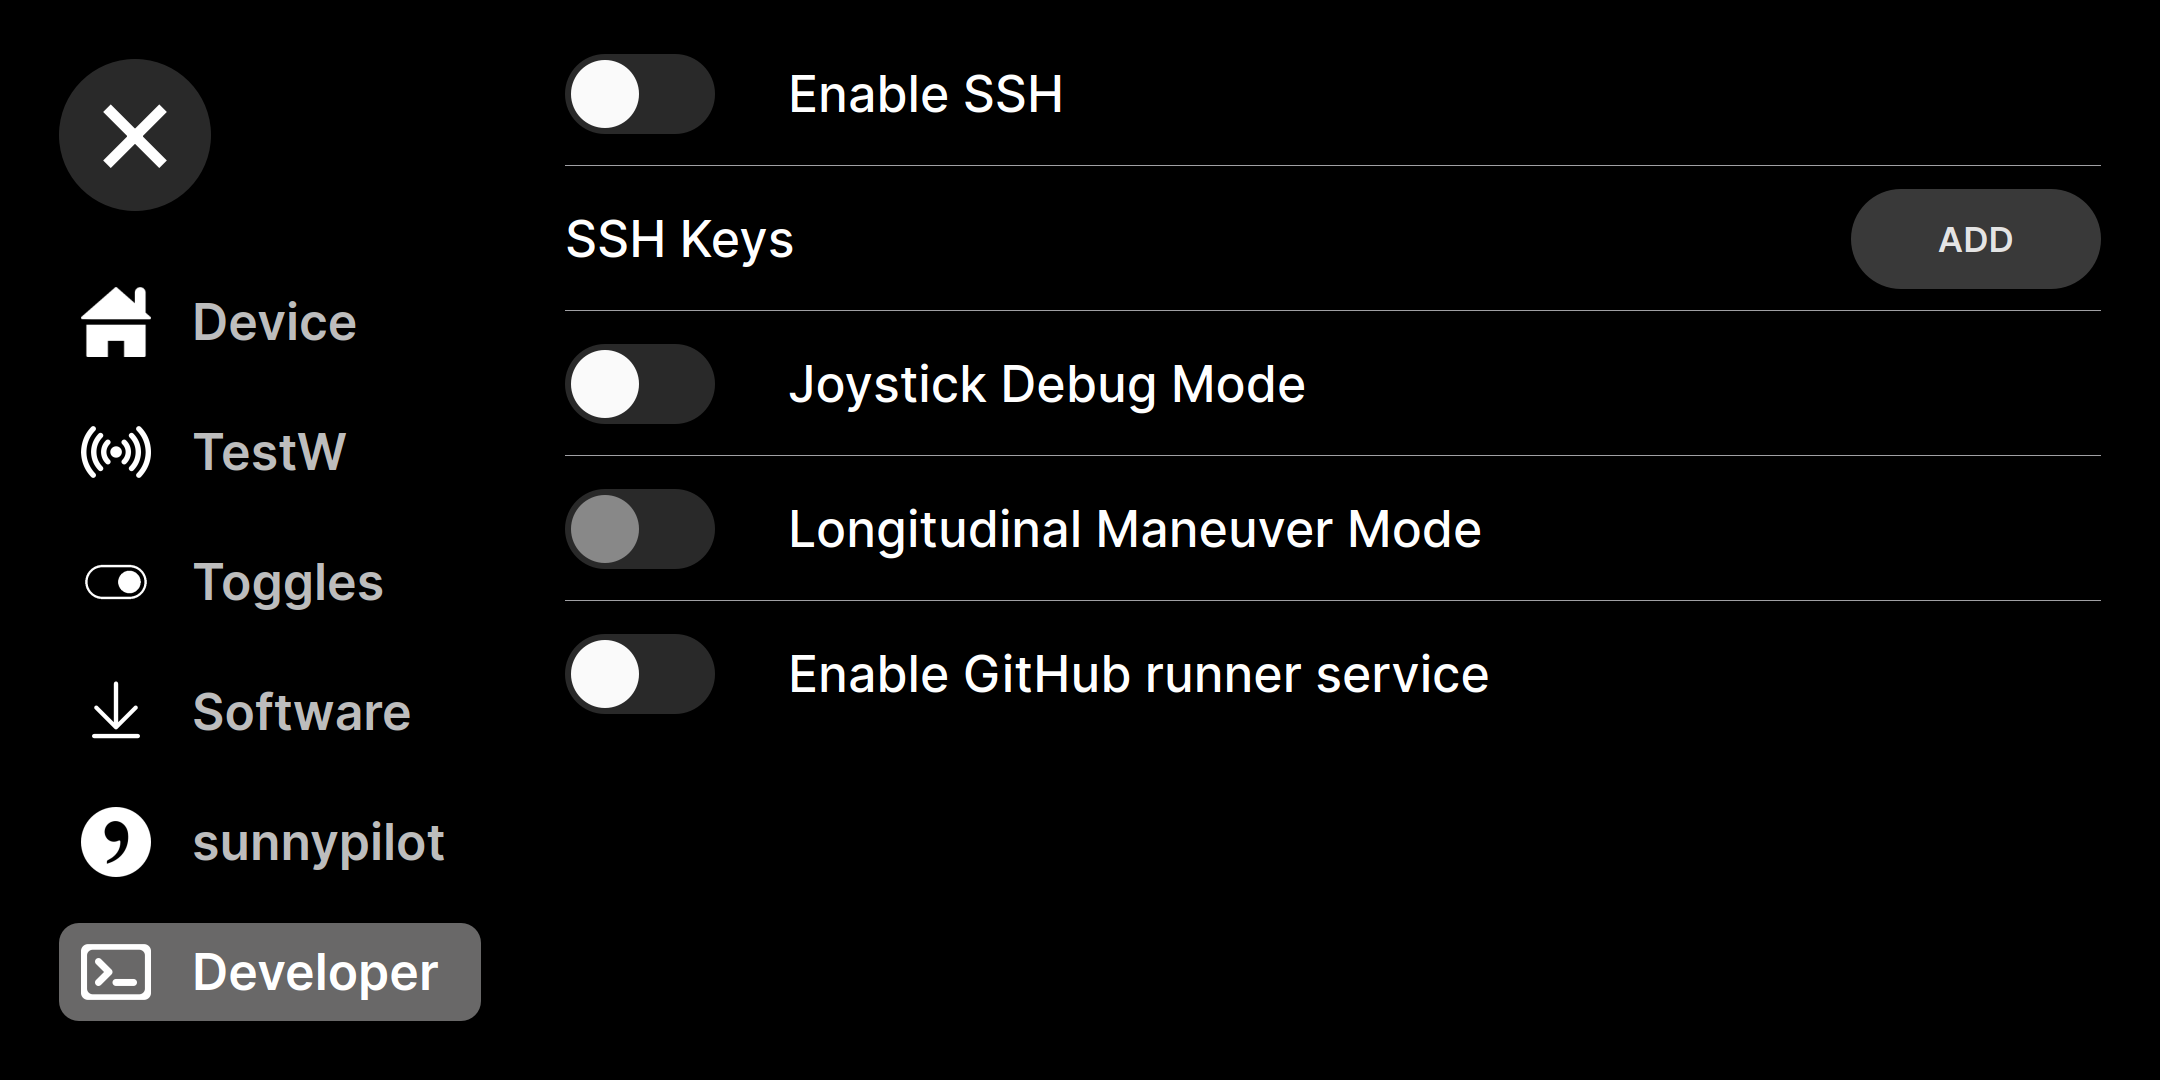 Device
TestW
Toggles
Software
sunnypilot
Developer
Enable SSH
SSH Keys
ADD
Joystick Debug Mode
Longitudinal Maneuver Mode
Enable GitHub runner service